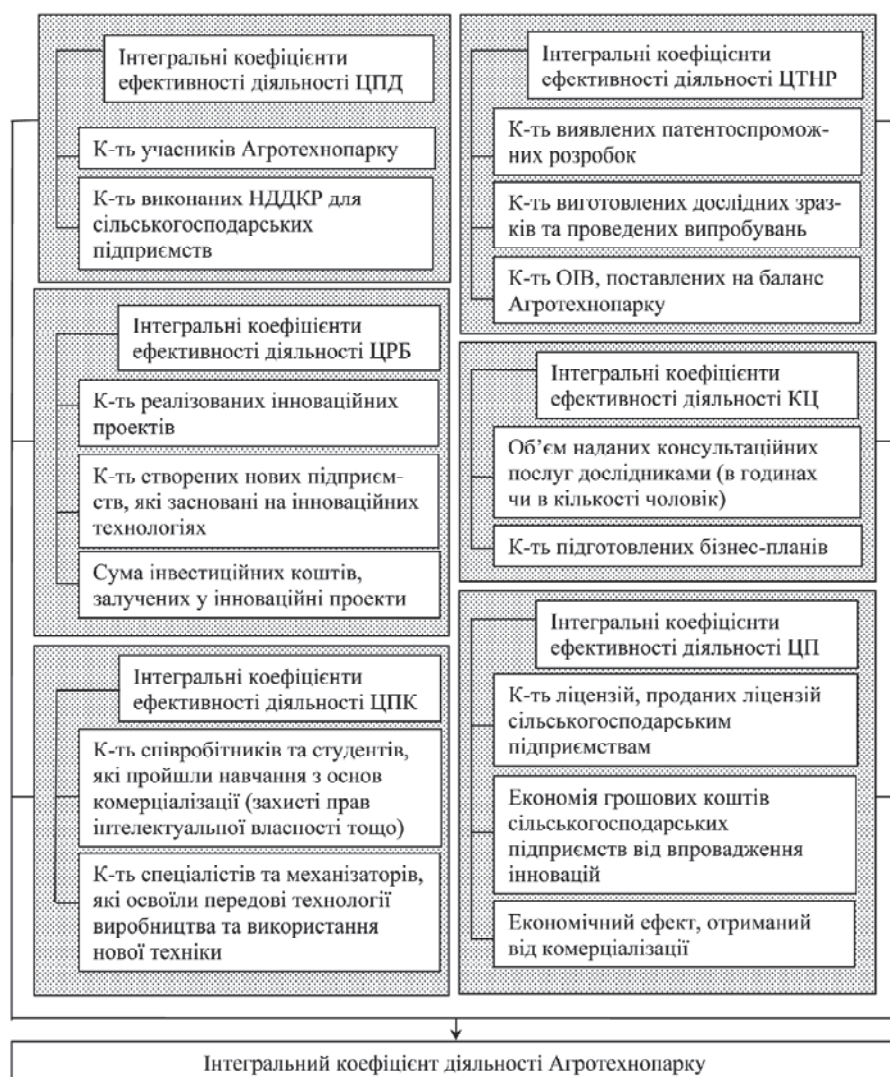 Інтегральні коефіцієнти
ефективності діяльності ЦПД
К-ть учасників Агротехнопарку
К-ть виконаних НДДКР для
сільськогосподарських
підприємств
Інтегральні коефіцієнти
ефективності діяльності ЦРБ
К-ть реалізованих інноваційних
проектів
К-ть створених нових підприєм-
ств, які засновані на інноваційних
технологіях
Сума інвестиційних коштів,
залучених у інноваційні проекти
Інтегральні коефіцієнти
ефективності діяльності ЦПК
К-ть співробітників та студентів,
які пройшли навчання з основ
комерціалізації (захисті прав
інтелектуальної власності тощо)
К-ть спеціалістів та механізаторів,
які освоїли передові технології
виробництва та використання
нової техніки
Інтегральні коефіцієнти
ефективності діяльності ЦТНР
К-ть виявлених патентоспромож-
них розробок
К-ть виготовлених дослідних зраз-
ків та проведених випробувань
К-ть ОІВ, поставлених на баланс
Агротехнопарку
Інтегральні коефіцієнти
ефективності діяльності КЦ
Об’єм наданих консультаційних
послуг дослідниками (в годинах
чи в кількості чоловік)
К-ть підготовлених бізнес-планів
Інтегральні коефіцієнти
ефективності діяльності ЦП
К-ть ліцензій, проданих ліцензій
сільськогосподарським
підприємствам
Економія грошових коштів
сільськогосподарських
підприємств від впровадження
інновацій
Економічний ефект, отриманий
від комерціалізації
Інтегральний коефіцієнт діяльності Агротехнопарку